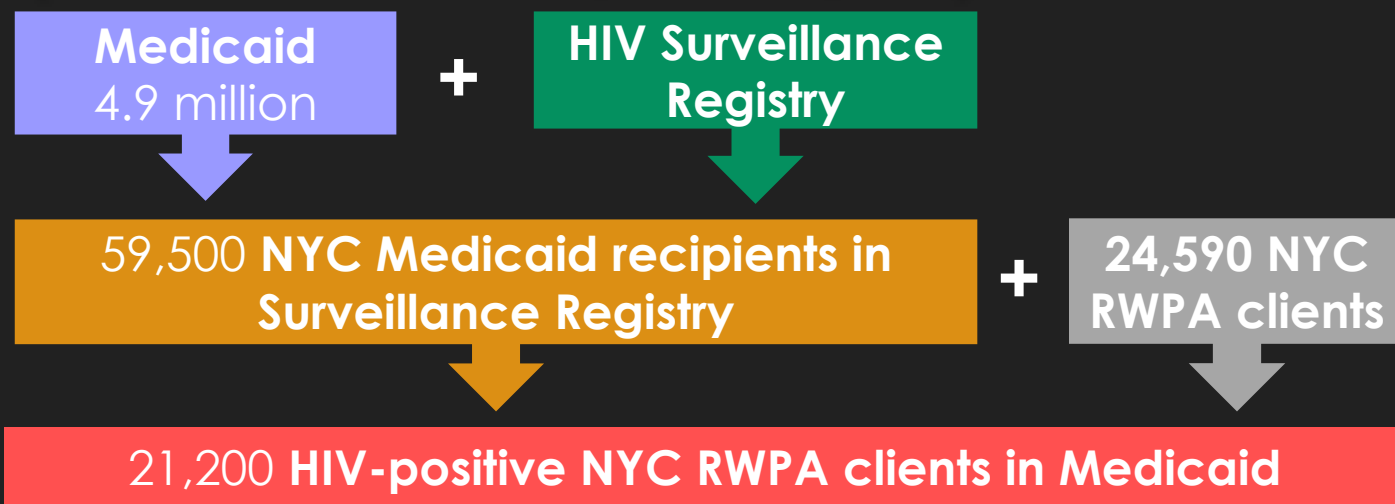 Medicaid
4.9 million
+
HIV Surveillance
Registry
59,500 NYC Medicaid recipients in
Surveillance Registry
+
24,590 NYC
RWPA clients
21,200 HIV-positive NYC RWPA clients in Medicaid